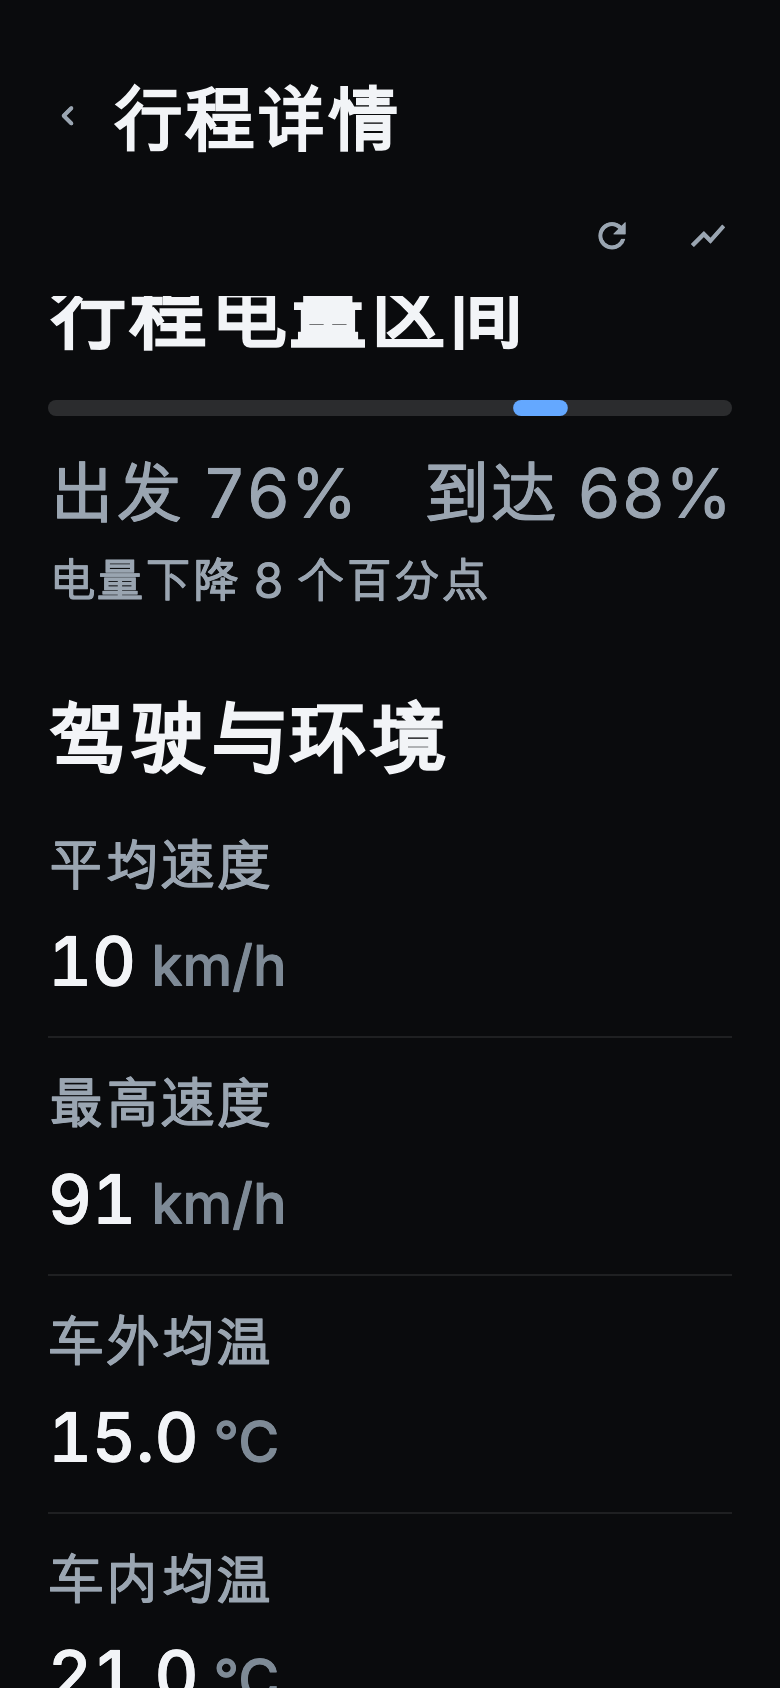 行程详情
行程电量区间
出发 76% 到达 68%
电量下降 8 个百分点
驾驶与环境
平均速度
10 km/h
最高速度
91 km/h
车外均温
15.0 °C
车内均温
21.0 °C